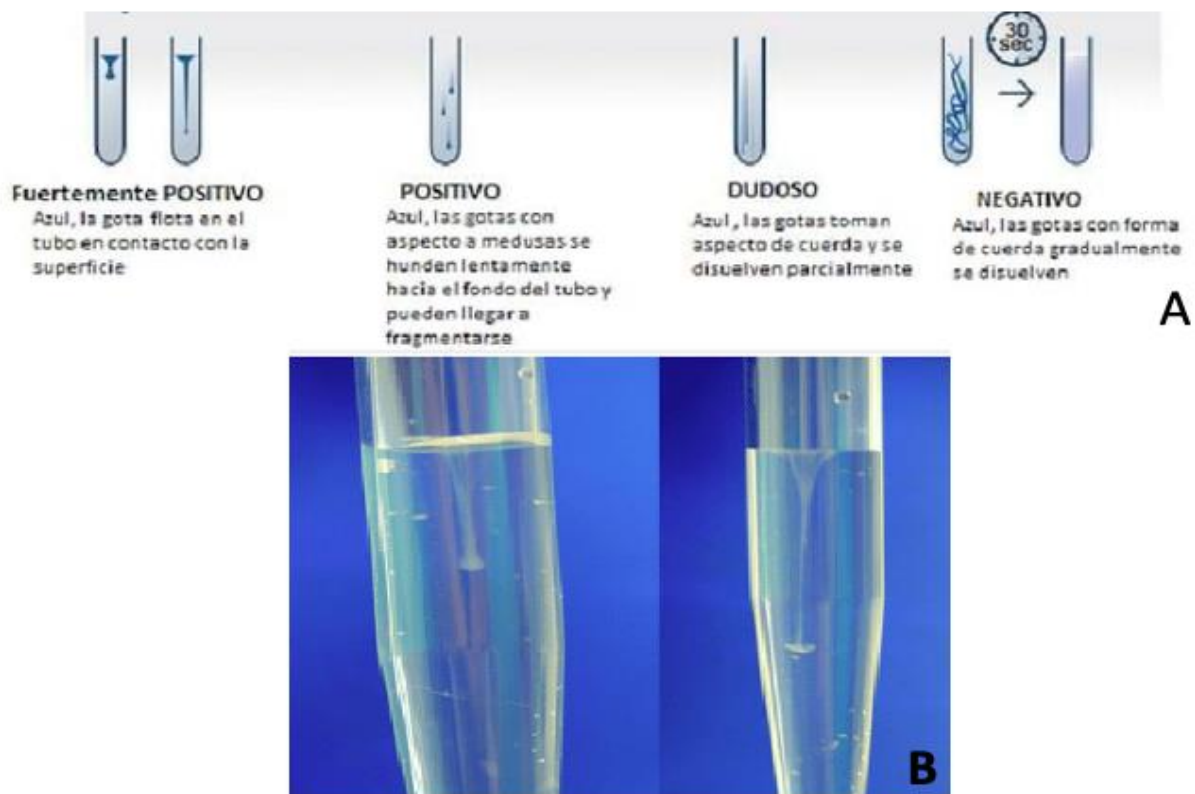 30
sec
Fuertemente POSITIVO
Azul, la gota flota en el
tubo en contacto con la
superficie
POSITIVO
Azul, las gotas con
aspecto a medusas se
hunden lentamente
hacia el fondo del tubo y
pueden llegar a
fragmentarse
DUDOSO
Azul , las gotas toman
aspecto de cuerda y se
disuelven parcialmente
NEGATIVO
Azul, las gotas con forma
de cuerda gradualmente
se disuelven
A
B